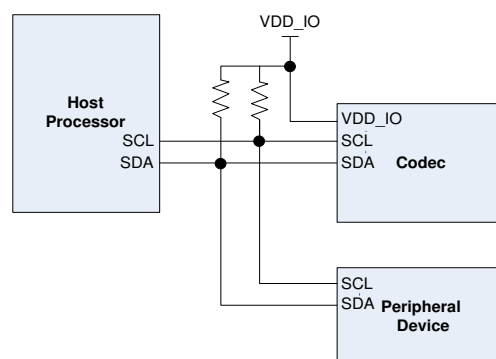 VDD_IO
Host
Processor
SCL
SDA
VDD_IO
SCL
SDA
Codec
SCL
SDA
Peripheral
Device